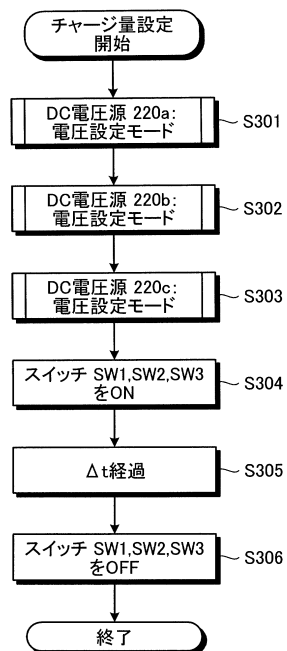 チャージ量設定
開始
DC電圧源 220a:
電圧設定モード
S301
DC電圧源 220b:
電圧設定モード
S302
DC電圧源 220c:
電圧設定モード
S303
スイッチ SW1,SW2,SW3
をON
S304
Δt経過
S305
スイッチ SW1,SW2,SW3
をOFF
S306
終了